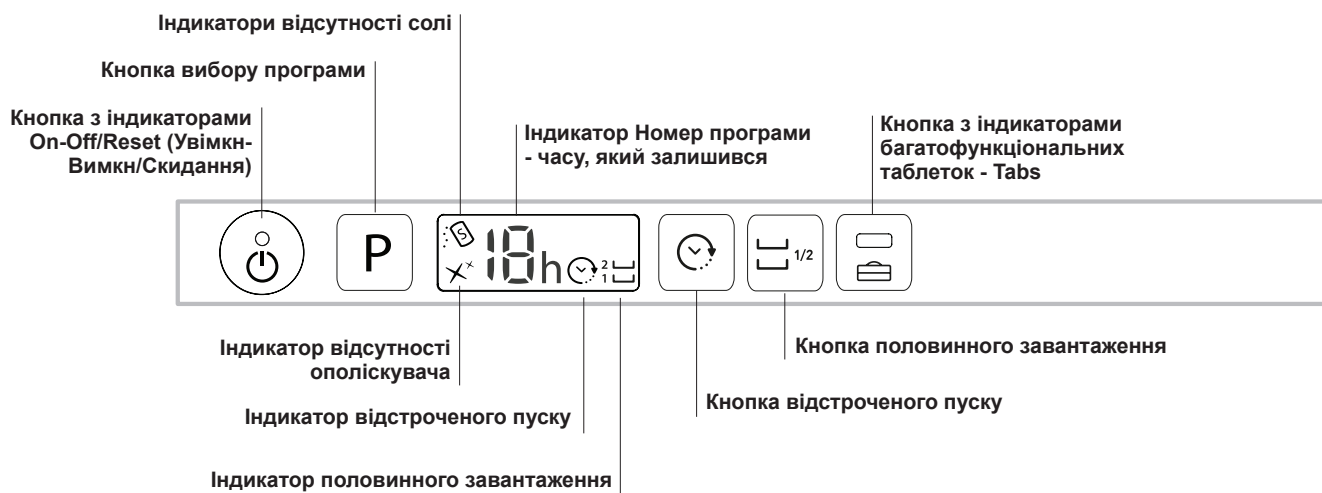 Індикатори відсутності солі
Кнопка вибору програми
Кнопка з індикаторами
On-Off/Reset (Увімкн-
Вимкн/Скидання)
Індикатор Номер програми
- часу, який залишився
Кнопка з індикаторами
багатофункціональних
таблеток - Tabs
P
S
18h
2
1
1/2
Індикатор відсутності
ополіскувача
Кнопка половинного завантаження
Індикатор відстроченого пуску
Кнопка відстроченого пуску
Індикатор половинного завантаження